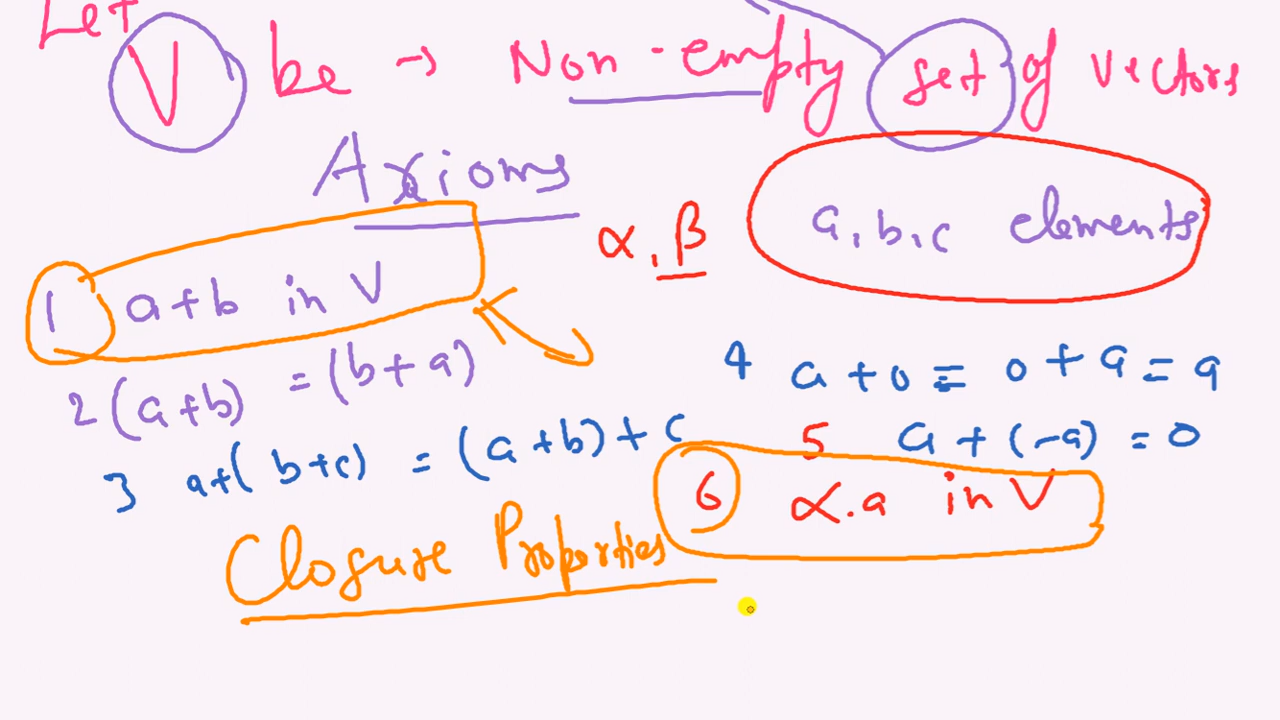 Let
V be → Non-empty set of vectors
Axioms
α, β
a, b, c elements
1 a+b in V
2 (a+b) = (b+a)
3 a+(b+c) = (a+b)+c
4 a+0 = 0+a = a
5 a+(-a) = 0
6 α.a in V
Closure Properties